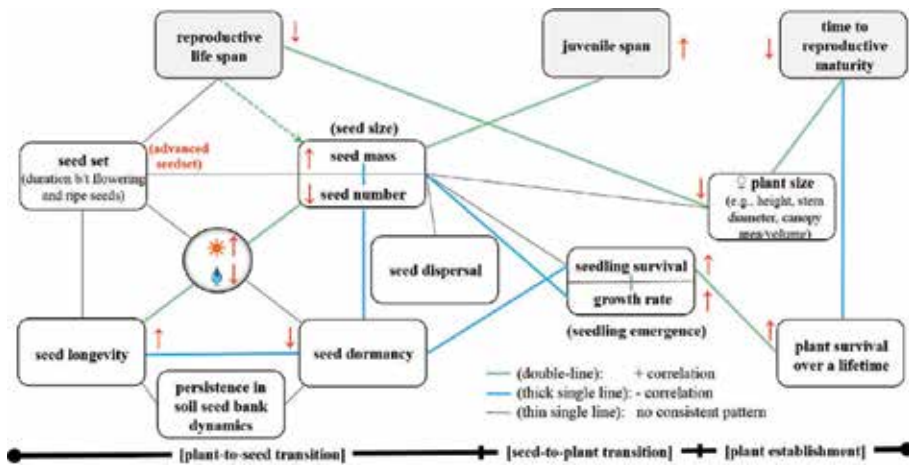 reproductive
life span
juvenile span
time to
reproductive
maturity
(seed size)
seed mass
seed number
(advanced
seedset)
seed set
(duration b/t flowering
and ripe seeds)
♀ plant size
(e.g., height, stem
diameter, canopy
area/volume)
seed dispersal
seedling survival
growth rate
(seedling emergence)
seed longevity
seed dormancy
persistence in
soil seed bank
dynamics
plant survival
over a lifetime
(double-line): + correlation
(thick single line): - correlation
(thin single line): no consistent pattern
[plant-to-seed transition]
[seed-to-plant transition]
[plant establishment]